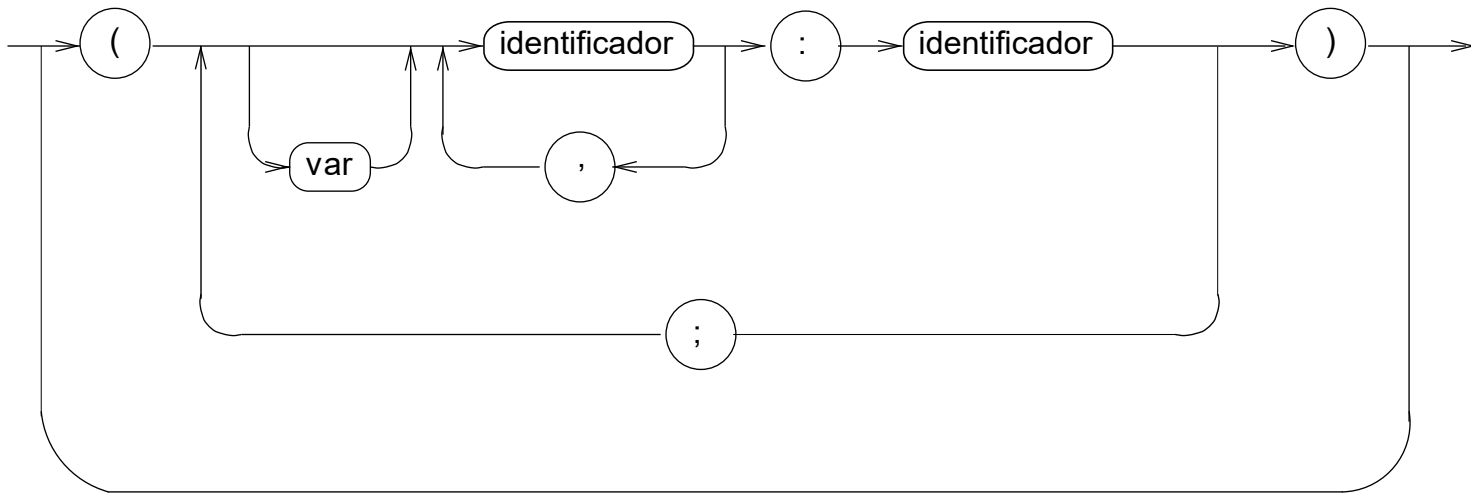 ( identificador : identificador )
var ,
;